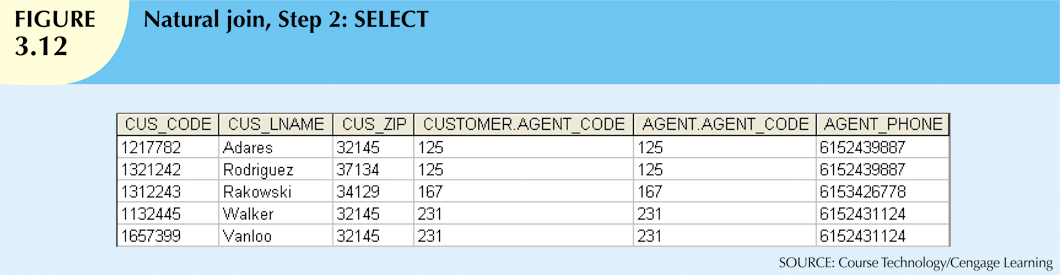 FIGURE
3.12
Natural join, Step 2: SELECT
CUS_CODE CUS_LNAME CUS_ZIP CUSTOMER.AGENT_CODE AGENT.AGENT_CODE AGENT_PHONE
1217782 Adares 32145 125 125 6152439887
1321242 Rodriguez 37134 125 125 6152439887
1312243 Rakowski 34129 167 167 6153426778
1132445 Walker 32145 231 231 6152431124
1657399 Vanloo 32145 231 231 6152431124
SOURCE: Course Technology/Cengage Learning